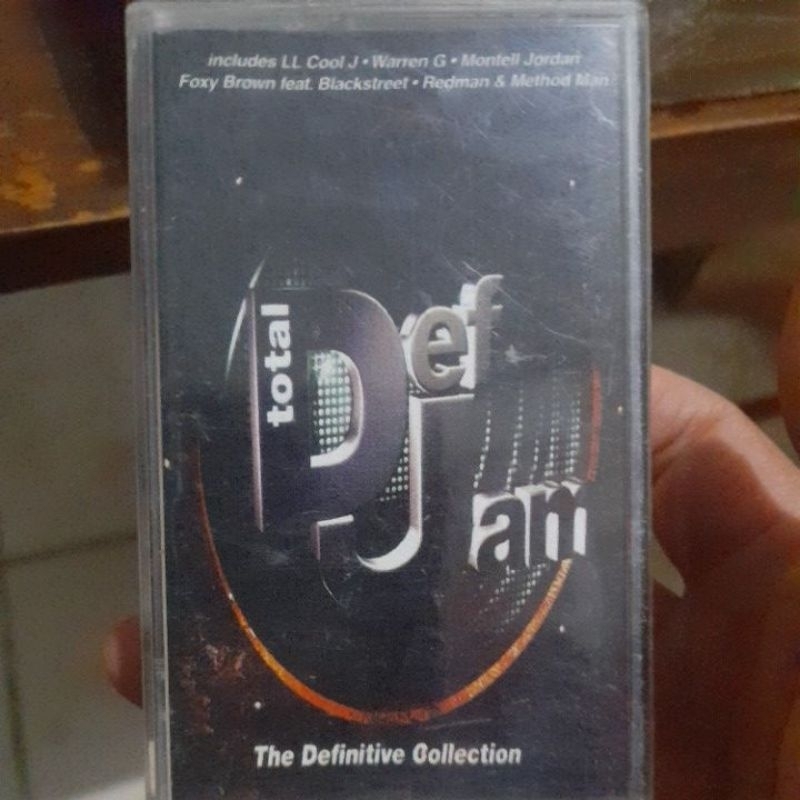 includes LL Cool J • Warren G • Montell Jordan
Foxy Brown feat. Blackstreet • Redman & Method Man
total
Def
Jam
The Definitive Collection